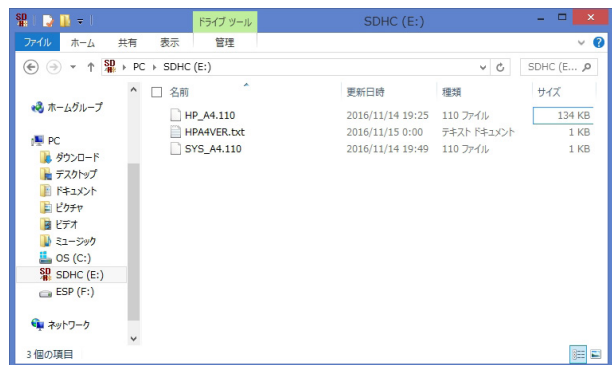 ドライブ ツール
SDHC (E:)
ファイル ホーム 共有 表示 管理
PC ▸ SDHC (E:)
SDHC (E...
名前 更新日時 種類 サイズ
HP_A4.110 2016/11/14 19:25 110 ファイル 134 KB
HPA4VER.txt 2016/11/15 0:00 テキスト ドキュメント 1 KB
SYS_A4.110 2016/11/14 19:49 110 ファイル 1 KB
ホームグループ
PC
ダウンロード
デスクトップ
ドキュメント
ピクチャ
ビデオ
ミュージック
OS (C:)
SDHC (E:)
ESP (F:)
ネットワーク
3 個の項目